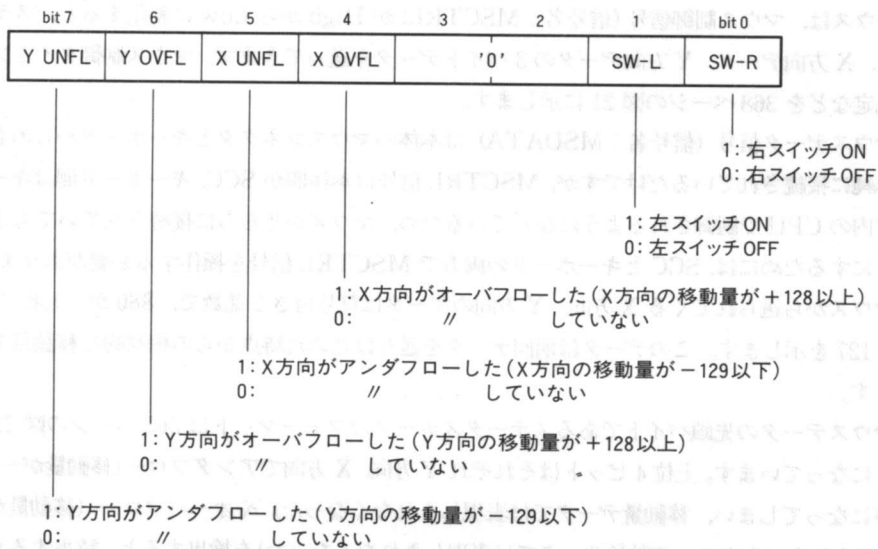 bit 7 6 5 4 31 2 bit 0
Y UNFL Y OVFL X UNFL X OVFL '0' SW-L SW-R
1:右スイッチON
0:右スイッチOFF
1:左スイッチON
0:左スイッチOFF
1:X方向がオーバフローした(X方向の移動量が+128以上)
0: 〃 していない
1:X方向がアンダフローした(X方向の移動量が-129以下)
0: 〃 していない
1:Y方向がオーバフローした(Y方向の移動量が+128以上)
0: 〃 していない
1:Y方向がアンダフローした(Y方向の移動量が-129以下)
0: 〃 していない